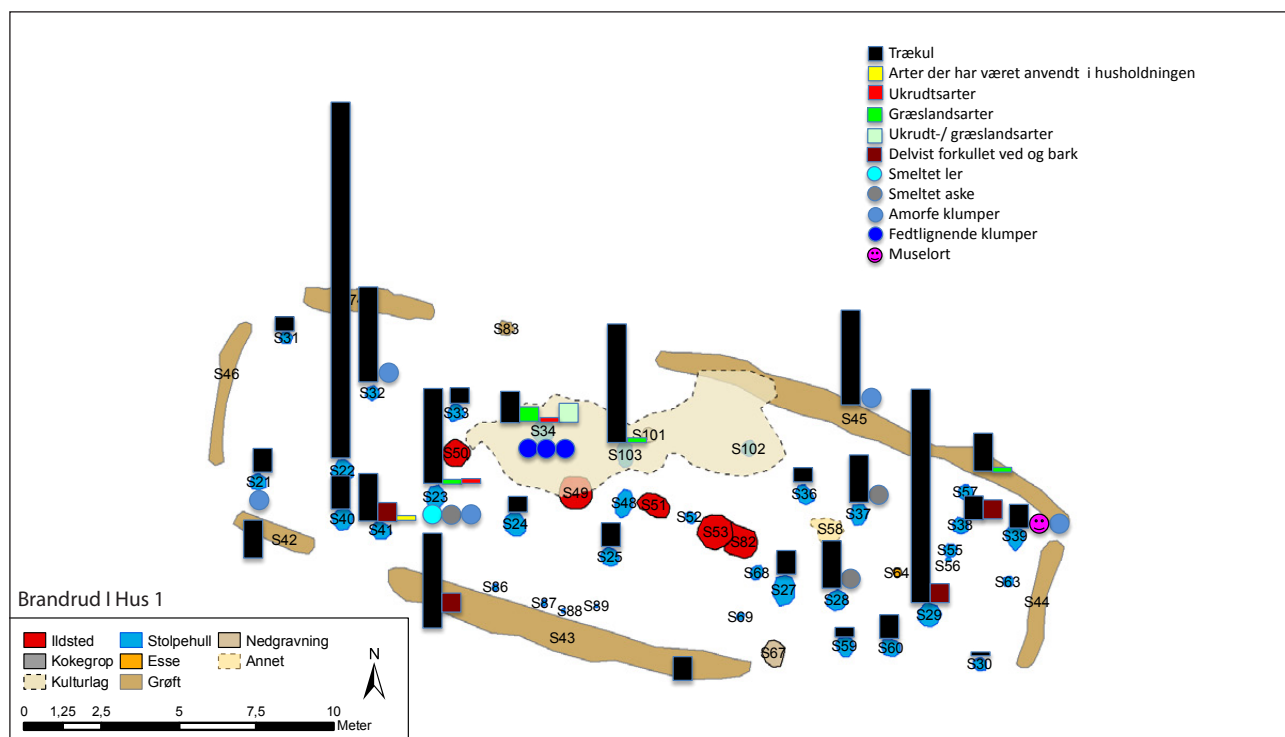 Trækul
Arter der har været anvendt i husholdningen
Ukrudtsarter
Græslandsarter
Ukrudt-/ græslandsarter
Delvist forkullet ved og bark
Smeltet ler
Smeltet aske
Amorfe klumper
Fedtlignende klumper
Muselort
S31
S83
S46
S32
S33
S34
S101
S45
S50
S103
S102
S21
S22
S23
S36
S57
S49
S48
S51
S40
S41
S24
S52
S37
S38
S39
S42
S53
S82
S58
S25
S55
S56
S68
S64
S63
S86
S27
S28
S44
S87
S88
S89
S69
S29
S43
S59
S60
S67
S30
Brandrud I Hus 1
Ildsted
Stolpehull
Nedgravning
Kokegrop
Esse
Annet
Kulturlag
Grøft
N
0
1,25
2,5
5
7,5
10
Meter